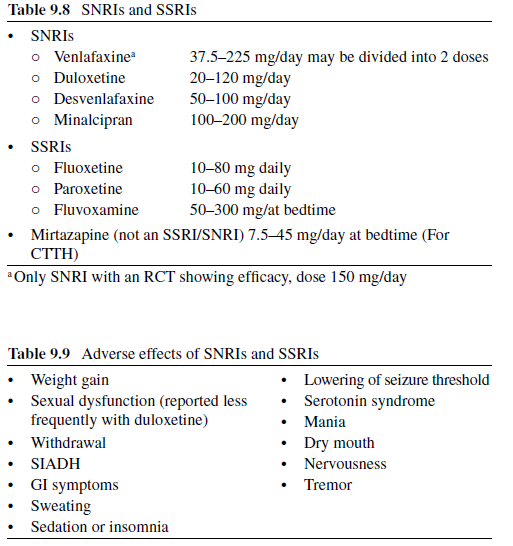 Table 9.8 SNRIs and SSRIs
• SNRIs
○ Venlafaxineª 37.5–225 mg/day may be divided into 2 doses
○ Duloxetine 20–120 mg/day
○ Desvenlafaxine 50–100 mg/day
○ Minalcipran 100–200 mg/day
• SSRIs
○ Fluoxetine 10–80 mg daily
○ Paroxetine 10–60 mg daily
○ Fluvoxamine 50–300 mg/at bedtime
• Mirtazapine (not an SSRI/SNRI) 7.5–45 mg/day at bedtime (For
CTTH)
ªOnly SNRI with an RCT showing efficacy, dose 150 mg/day
Table 9.9 Adverse effects of SNRIs and SSRIs
• Weight gain
• Sexual dysfunction (reported less
frequently with duloxetine)
• Withdrawal
• SIADH
• GI symptoms
• Sweating
• Sedation or insomnia
• Lowering of seizure threshold
• Serotonin syndrome
• Mania
• Dry mouth
• Nervousness
• Tremor